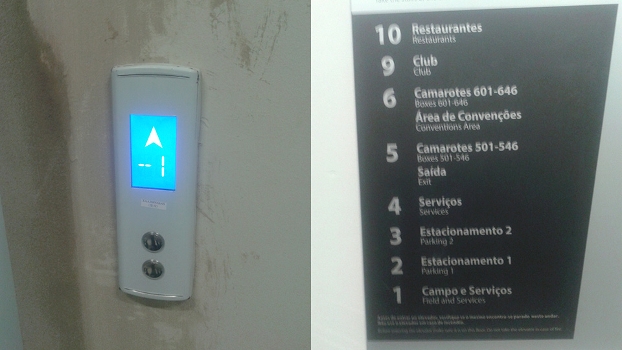 -1
10 Restaurantes
Restaurants
9 Club
Club
6 Camarotes 601-646
Boxes 601-646
Área de Convenções
Conventions Area
5 Camarotes 501-546
Boxes 501-546
Saída
Exit
4 Serviços
Services
3 Estacionamento 2
Parking 2
2 Estacionamento 1
Parking 1
1 Campo e Serviços
Field and Services